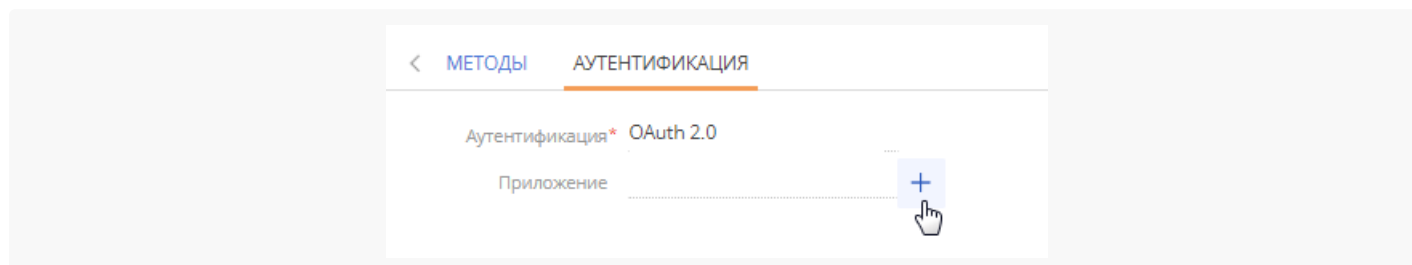 МЕТОДЫ АУТЕНТИФИКАЦИЯ
Аутентификация* OAuth 2.0
Приложение